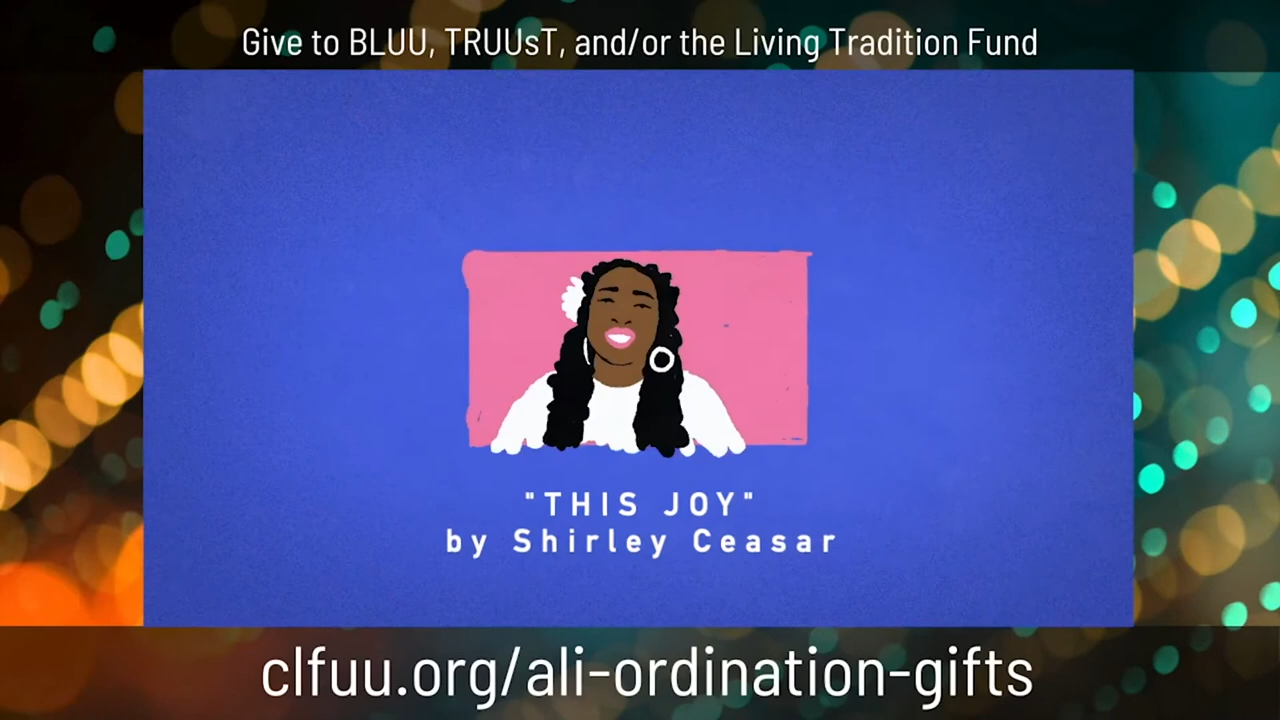 Give to BLUU, TRUUsT, and/or the Living Tradition Fund
"THIS JOY"
by Shirley Ceasar
clfuu.org/ali-ordination-gifts